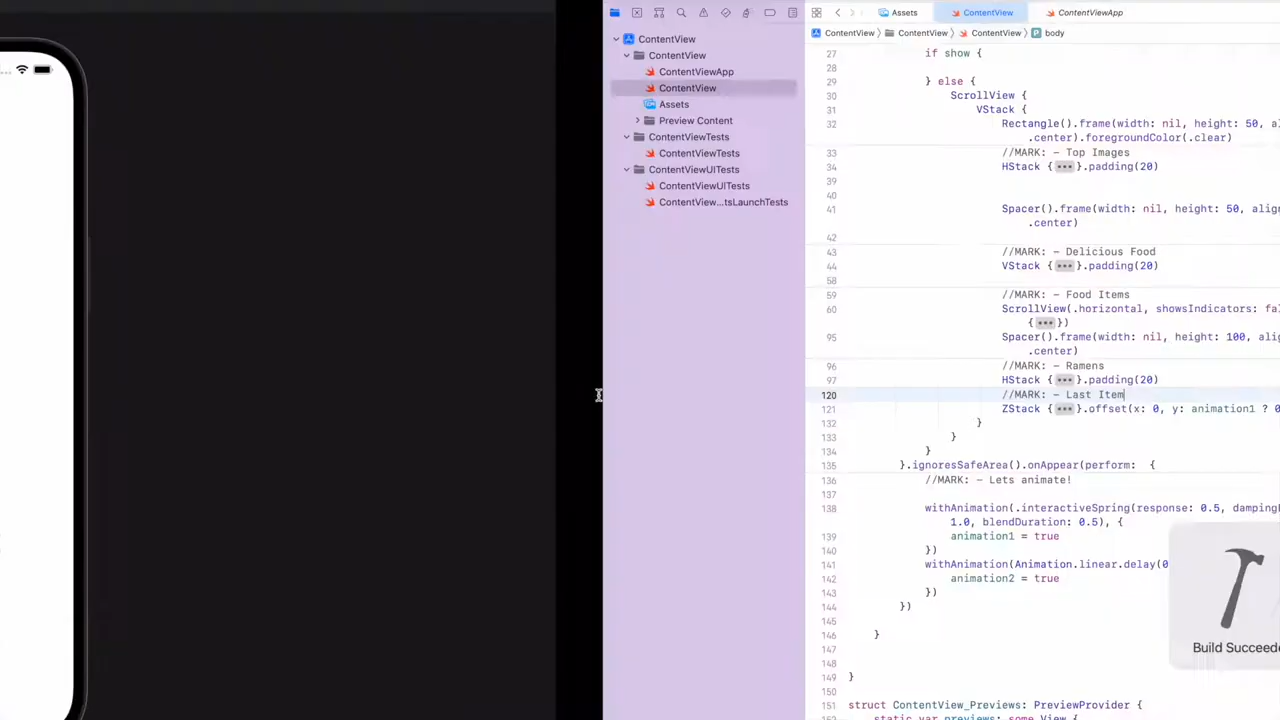 Assets
ContentView
ContentViewApp
ContentView
ContentView
ContentView
body
ContentView
ContentView
ContentViewApp
ContentView
Assets
Preview Content
ContentViewTests
ContentViewTests
ContentViewUITests
ContentViewUITests
ContentView...tsLaunchTests
27 if show {
28
29 } else {
30 ScrollView {
31 VStack {
32 Rectangle().frame(width: nil, height: 50, a
.center).foregroundColor(.clear)
33 //MARK: - Top Images
34 HStack {•••}.padding(20)
39
40
41 Spacer().frame(width: nil, height: 50, alig
.center)
42
43 //MARK: - Delicious Food
44 VStack {•••}.padding(20)
58
59 //MARK: - Food Items
60 ScrollView(.horizontal, showsIndicators: fa
{•••})
95 Spacer().frame(width: nil, height: 100, alig
.center)
96 //MARK: - Ramens
97 HStack {•••}.padding(20)
120 //MARK: - Last Item
121 ZStack {•••}.offset(x: 0, y: animation1 ? 0
132 }
133 }
134 }
135 }.ignoresSafeArea().onAppear(perform: {
136 //MARK: - Lets animate!
137
138 withAnimation(.interactiveSpring(response: 0.5, damping
1.0, blendDuration: 0.5), {
139 animation1 = true
140 })
141 withAnimation(Animation.linear.delay(0
142 animation2 = true
143 })
144 })
145
146 }
147
148
149 }
150
151 struct ContentView_Previews: PreviewProvider {
static var previews: some View {
Build Succeede